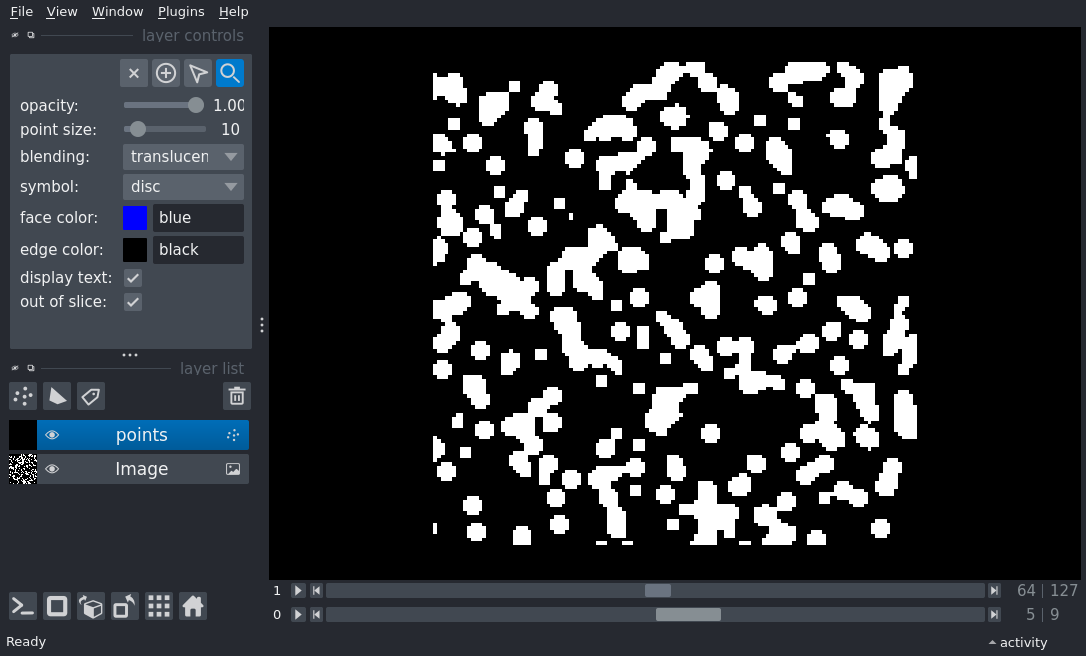 File View Window Plugins Help
layer controls
opacity: 1.00
point size: 10
blending: translucen
symbol: disc
face color: blue
edge color: black
display text:
out of slice:
layer list
points
Image
1 64 127
0 5 9
Ready activity